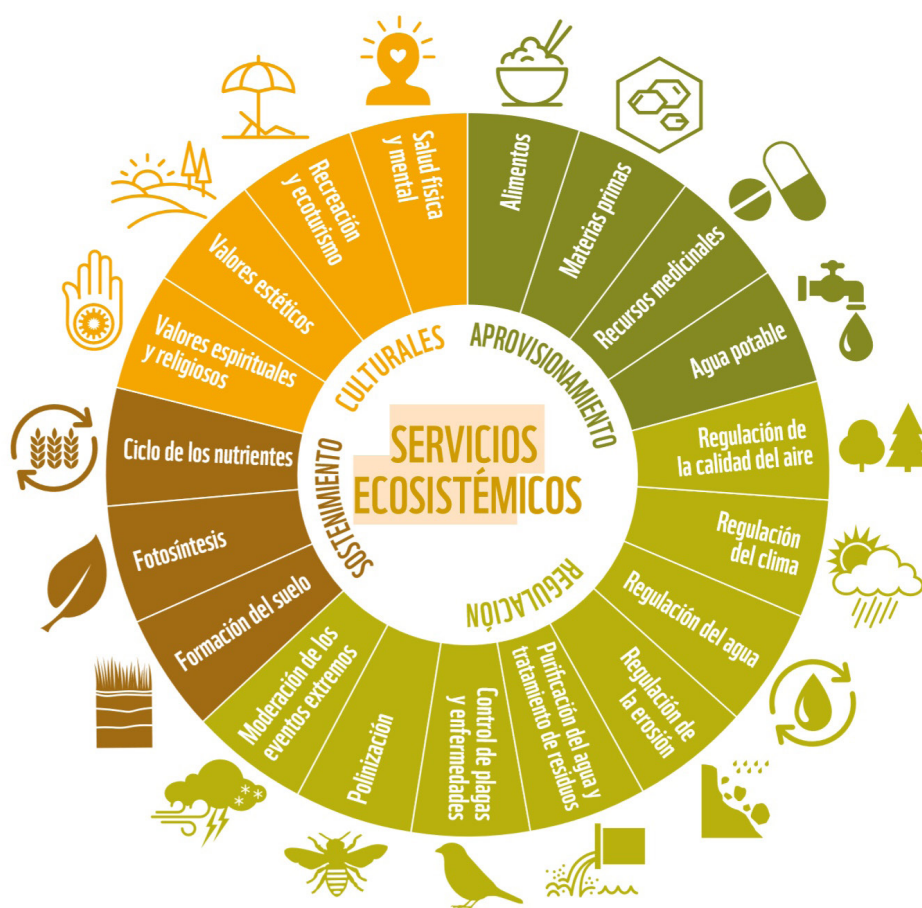 SERVICIOS
ECOSISTÉMICOS
APROVISIONAMIENTO
Alimentos
Materias primas
Recursos medicinales
Agua potable
REGULACIÓN
Regulación de
la calidad del aire
Regulación
del clima
Regulación del agua
Regulación de
la erosión
Purificación del agua y
tratamiento de residuos
Control de plagas
y enfermedades
Polinización
Moderación de los
eventos extremos
SOSTENIMIENTO
Formación del suelo
Fotosíntesis
Ciclo de los nutrientes
CULTURALES
Valores espirituales
y religiosos
Valores estéticos
Recreación
y ecoturismo
Salud física
y mental